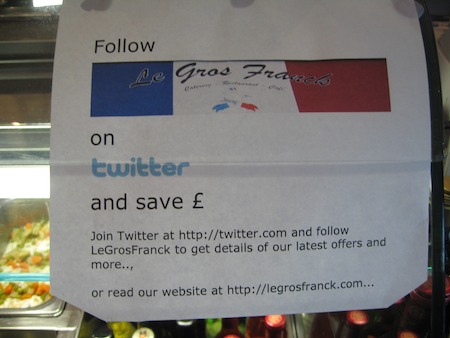 Follow
Le Gros Franck
on
twitter
and save £
Join Twitter at http://twitter.com and follow
LeGrosFranck to get details of our latest offers and
more..,
or read our website at http://legrosfranck.com...